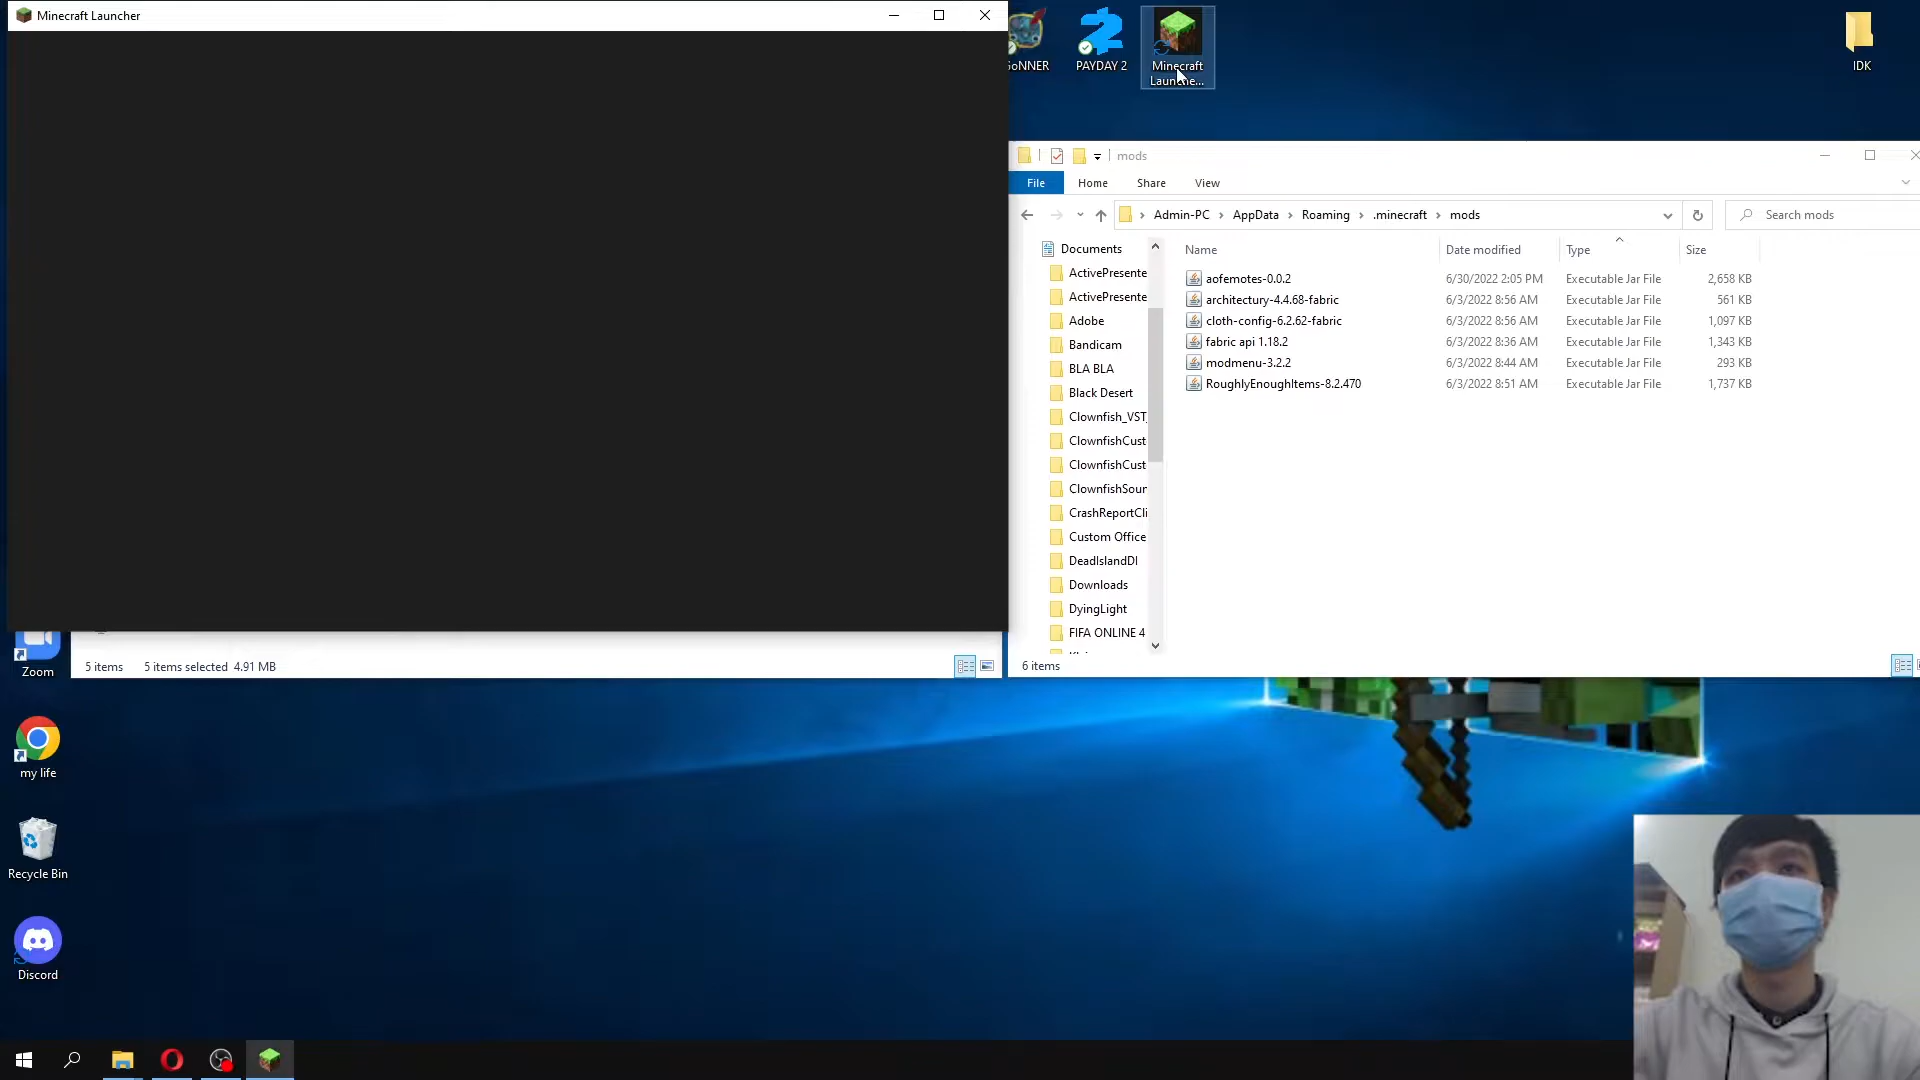 Minecraft Launcher
GoNNER
PAYDAY 2
Minecraft
Launche...
IDK
mods
File
Home
Share
View
Admin-PC
AppData
Roaming
.minecraft
mods
Search mods
Documents
ActivePresente
ActivePresente
Adobe
Bandicam
BLA BLA
Black Desert
Clownfish_VST_
ClownfishCust
ClownfishCust
ClownfishSour
CrashReportCli
Custom Office
DeadIslandDI
Downloads
DyingLight
FIFA ONLINE 4
Name Date modified Type Size
aofemotes-0.0.2 6/30/2022 2:05 PM Executable Jar File 2,658 KB
architectury-4.4.68-fabric 6/3/2022 8:56 AM Executable Jar File 561 KB
cloth-config-6.2.62-fabric 6/3/2022 8:56 AM Executable Jar File 1,097 KB
fabric api 1.18.2 6/3/2022 8:36 AM Executable Jar File 1,343 KB
modmenu-3.2.2 6/3/2022 8:44 AM Executable Jar File 293 KB
RoughlyEnoughItems-8.2.470 6/3/2022 8:51 AM Executable Jar File 1,737 KB
6 items
5 items 5 items selected 4.91 MB
Zoom
my life
Recycle Bin
Discord